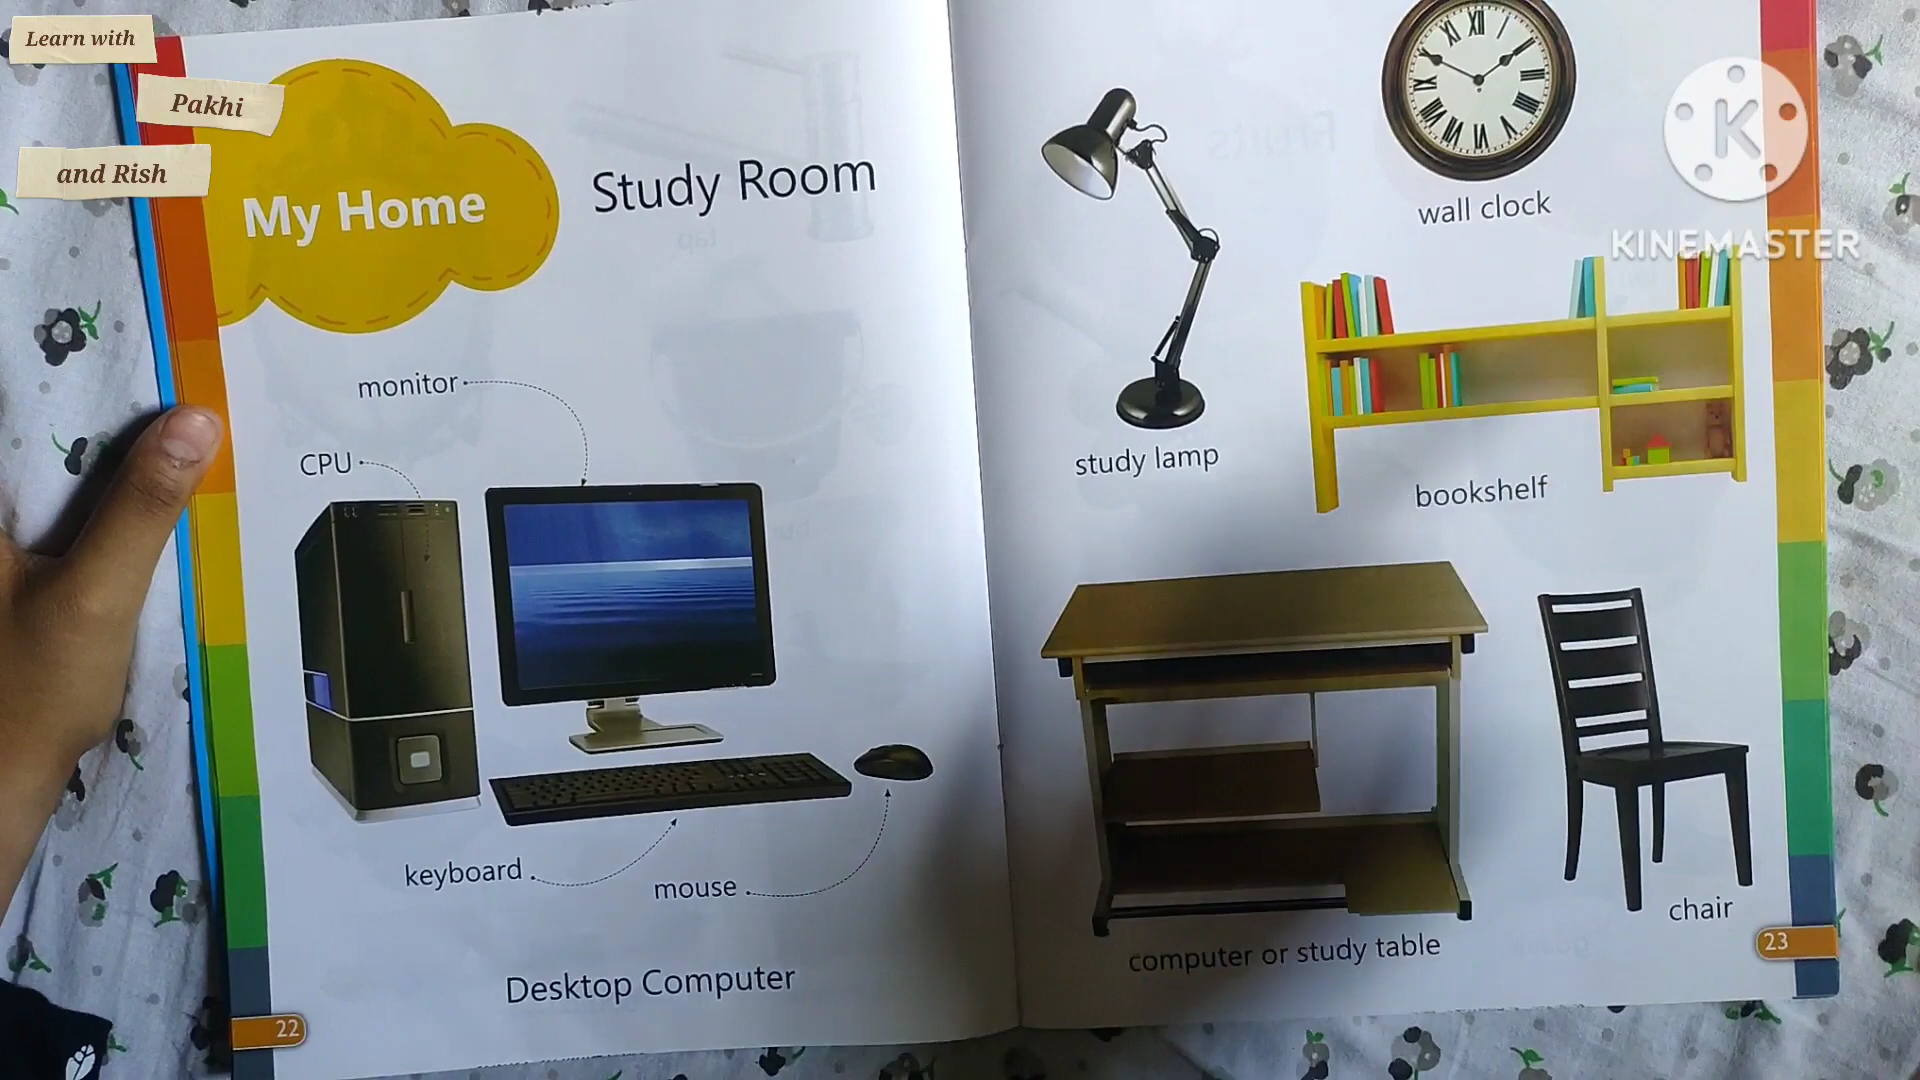 Learn with
Pakhi
and Rish
My Home
Study Room
monitor
CPU
keyboard
mouse
Desktop Computer
22
study lamp
wall clock
bookshelf
computer or study table
chair
23
K
KINEMASTER